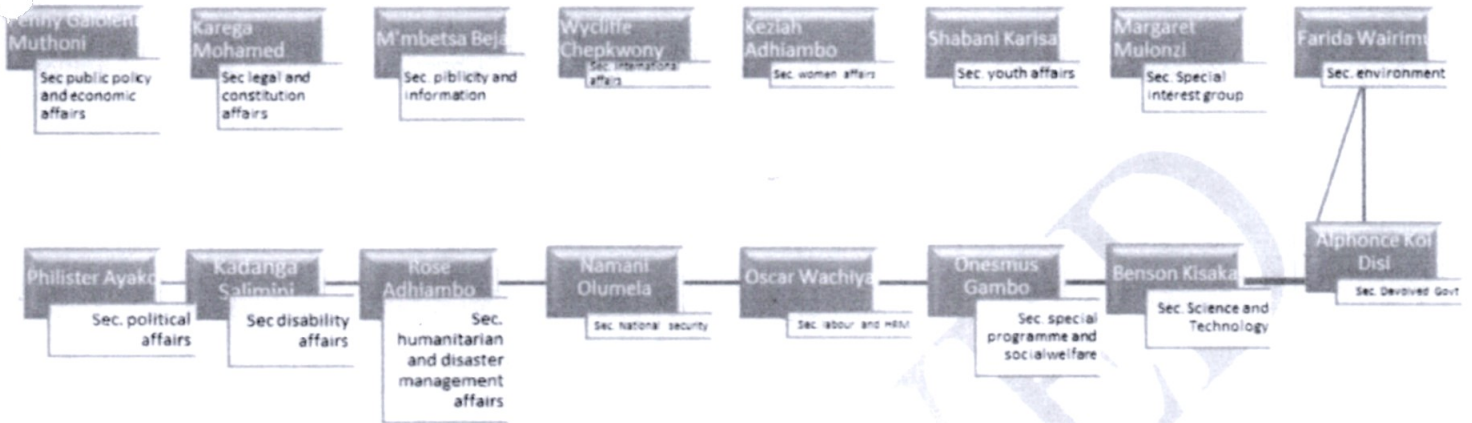 Muthoni
Sec public policy
and economic
affairs
Karega
Mohamed
Sec legal and
constitution
affairs
M'mbetsa Beja
Sec. piblicity and
information
Wycliffe
Chepkwony
Sec. International
affairs
Keziah
Adhiambo
Sec. women affairs
Shabani Karisa
Sec. youth affairs
Margaret
Mulonzi
Sec. Special
interest group
Farida Wairimu
Sec. environment
Philister Ayako
Sec. political
affairs
Kadanga
Salimini
Sec disability
affairs
Rose
Adhiambo
Sec.
humanitarian
and disaster
management
affairs
Namani
Olumela
Sec National security
Oscar Wachiya
Sec. labour and HRM
Onesmus
Gambo
Sec. special
programme and
socialwelfare
Benson Kisaka
Sec. Science and
Technology
Alphonce Koi
Disi
Sec. Devolved Govt